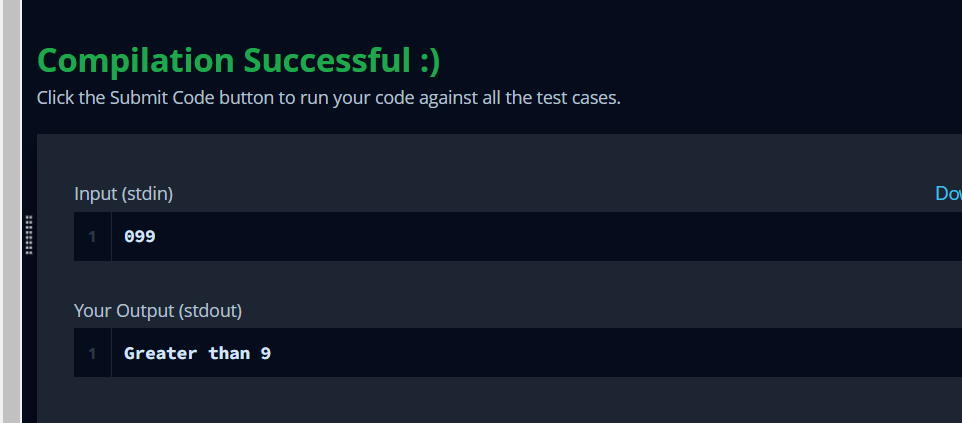 Compilation Successful :)
Click the Submit Code button to run your code against all the test cases.
Input (stdin)
1 099
Your Output (stdout)
1 Greater than 9